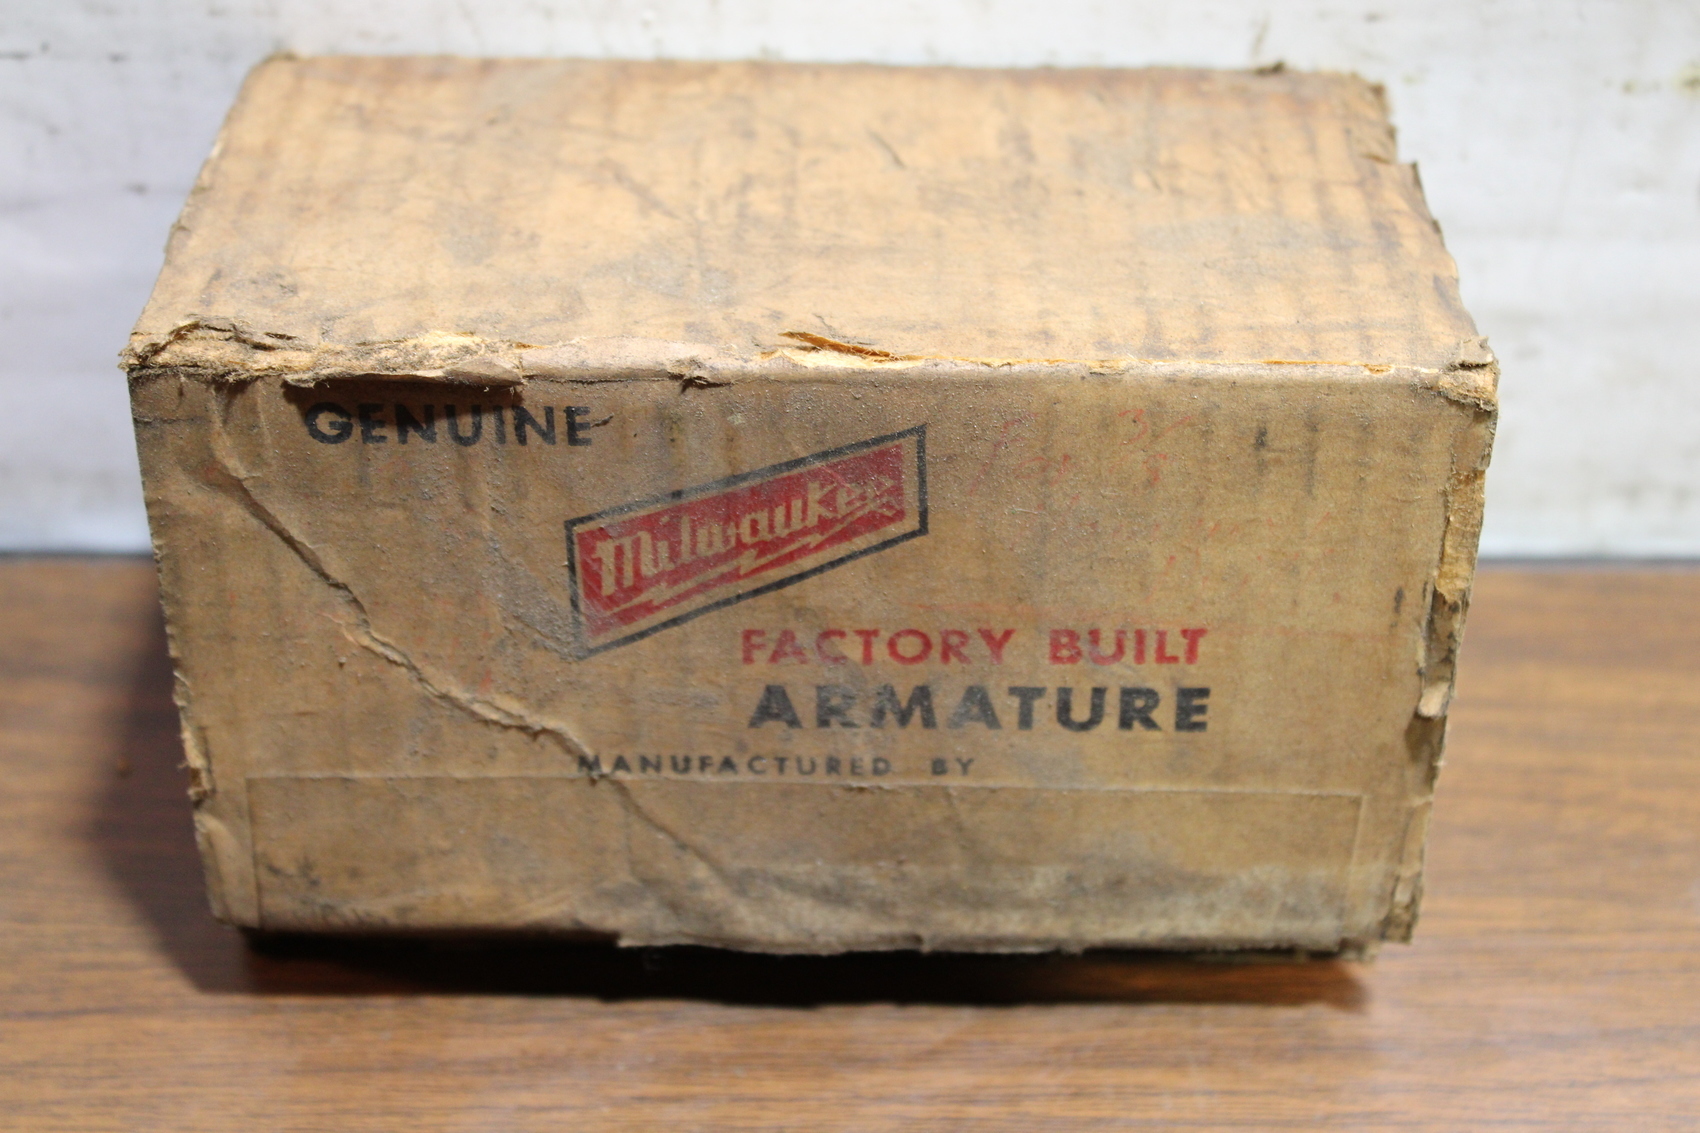 GENUINE
Milwaukee
FACTORY BUILT
ARMATURE
MANUFACTURED BY